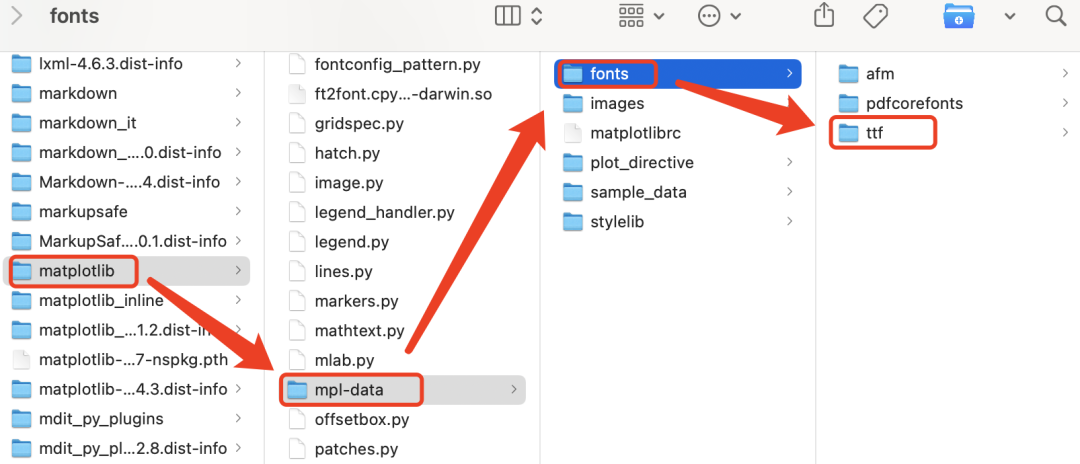 fonts
lxml-4.6.3.dist-info
markdown
markdown_it
markdown_....0.dist-info
Markdown-....4.dist-info
markupsafe
MarkupSaf....0.1.dist-info
matplotlib
matplotlib_inline
matplotlib_...1.2.dist-info
matplotlib-...7-nspkg.pth
matplotlib-...4.3.dist-info
mdit_py_plugins
mdit_py_pl...2.8.dist-info
fontconfig_pattern.py
ft2font.cpy...-darwin.so
gridspec.py
hatch.py
image.py
legend_handler.py
legend.py
lines.py
markers.py
mathtext.py
mlab.py
mpl-data
offsetbox.py
patches.py
fonts
images
matplotlibrc
plot_directive
sample_data
stylelib
afm
pdfcorefonts
ttf